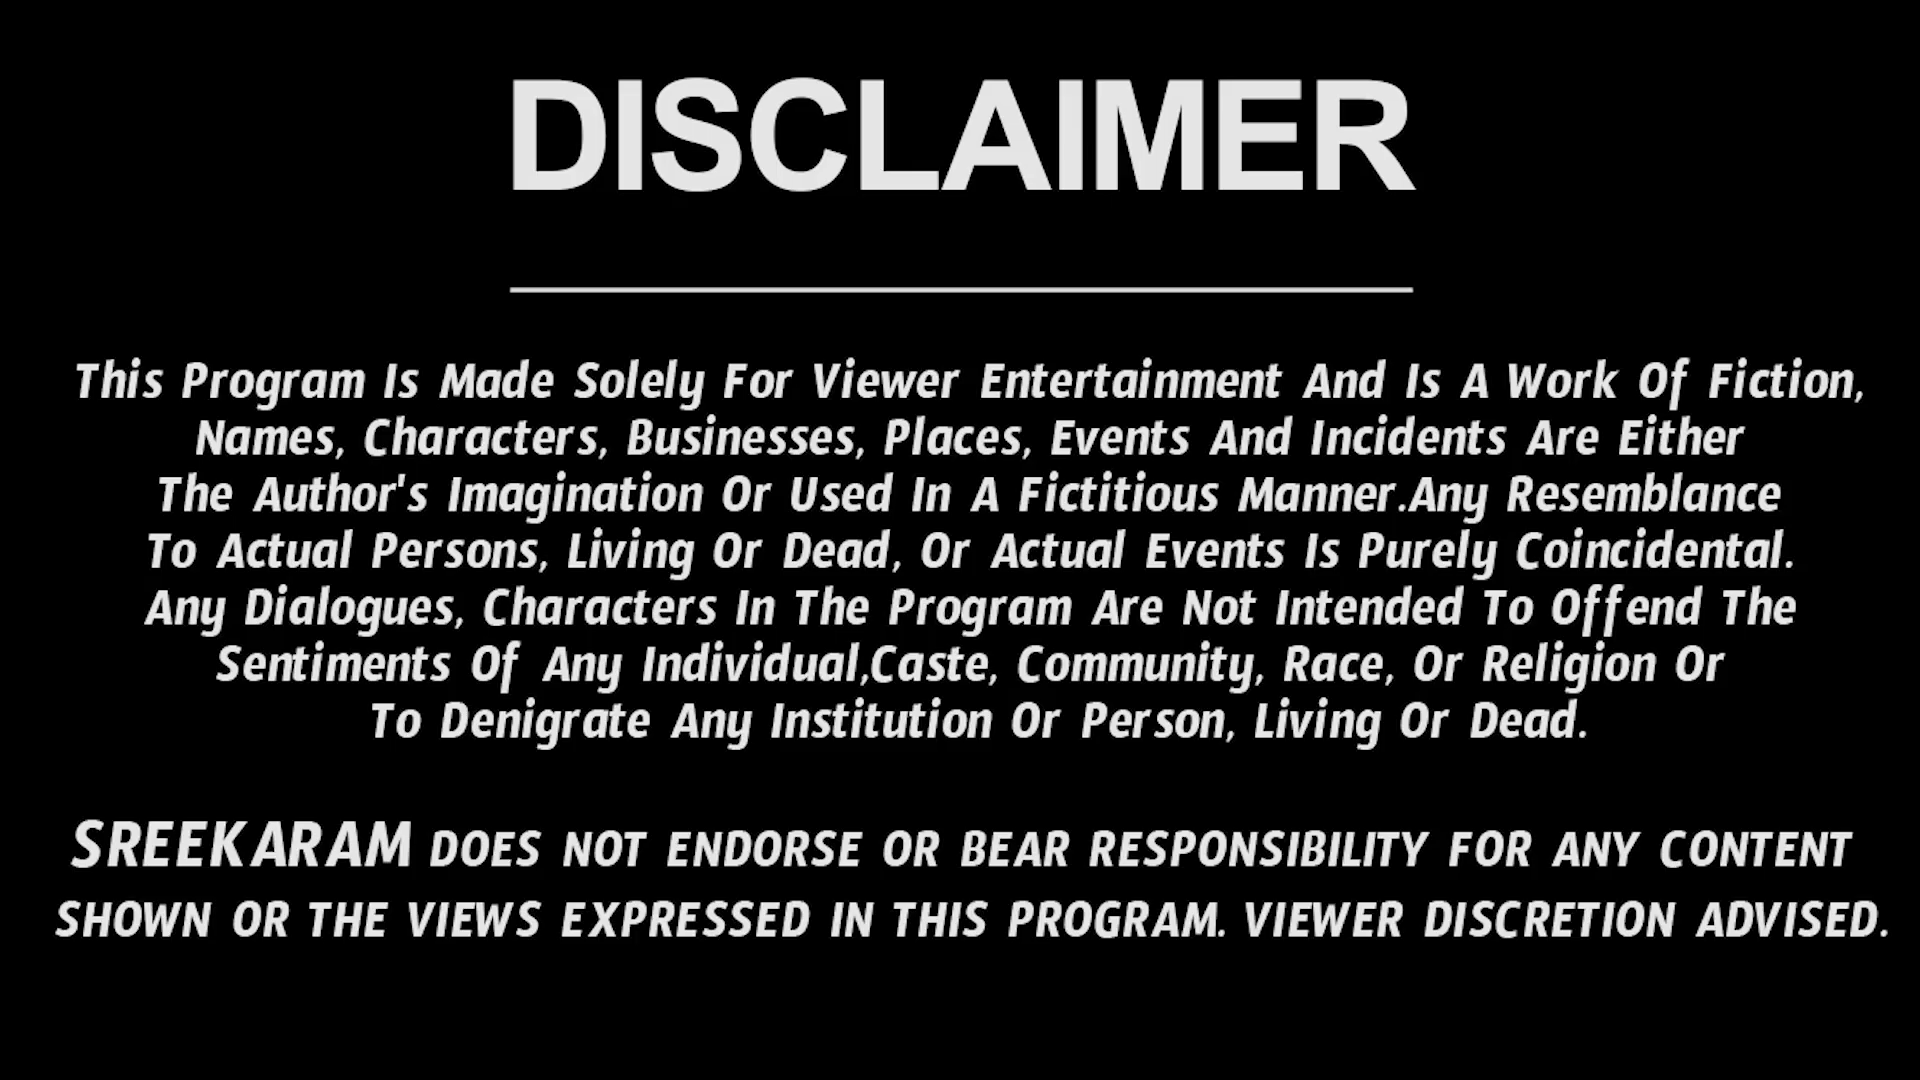 DISCLAIMER
This Program Is Made Solely For Viewer Entertainment And Is A Work Of Fiction,
Names, Characters, Businesses, Places, Events And Incidents Are Either
The Author's Imagination Or Used In A Fictitious Manner.Any Resemblance
To Actual Persons, Living Or Dead, Or Actual Events Is Purely Coincidental.
Any Dialogues, Characters In The Program Are Not Intended To Offend The
Sentiments Of Any Individual,Caste, Community, Race, Or Religion Or
To Denigrate Any Institution Or Person, Living Or Dead.
SREEKARAM DOES NOT ENDORSE OR BEAR RESPONSIBILITY FOR ANY CONTENT
SHOWN OR THE VIEWS EXPRESSED IN THIS PROGRAM. VIEWER DISCRETION ADVISED.